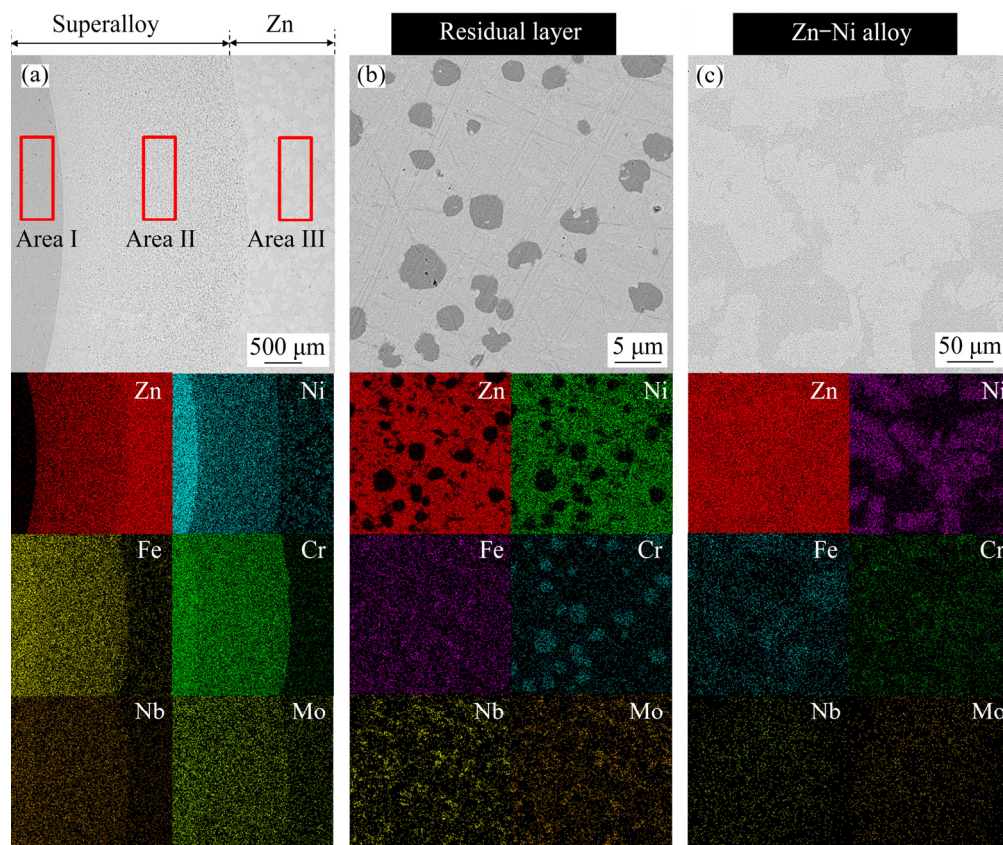 Superalloy Zn
Residual layer
Zn−Ni alloy
(a)
(b)
(c)
Area I Area II Area III
500 μm
5 μm
50 μm
Zn Ni
Zn Ni
Zn Ni
Fe Cr
Fe Cr
Fe Cr
Nb Mo
Nb Mo
Nb Mo